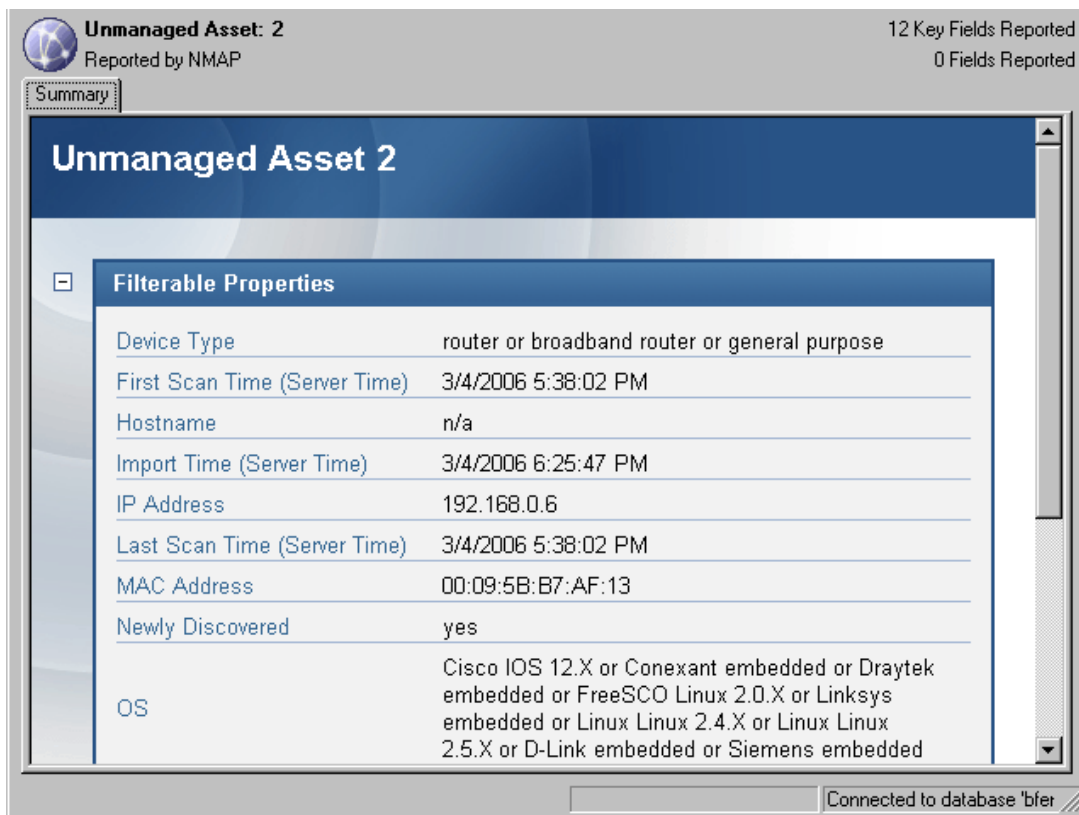 Unmanaged Asset: 2
12 Key Fields Reported
Reported by NMAP
0 Fields Reported
Summary
Unmanaged Asset 2
Filterable Properties
Device Type router or broadband router or general purpose
First Scan Time (Server Time) 3/4/2006 5:38:02 PM
Hostname n/a
Import Time (Server Time) 3/4/2006 6:25:47 PM
IP Address 192.168.0.6
Last Scan Time (Server Time) 3/4/2006 5:38:02 PM
MAC Address 00:09:5B:B7:AF:13
Newly Discovered yes
OS
Cisco IOS 12.X or Conexant embedded or Draytek
embedded or FreeSCO Linux 2.0.X or Linksys
embedded or Linux Linux 2.4.X or Linux Linux
2.5.X or D-Link embedded or Siemens embedded
Connected to database 'bfer